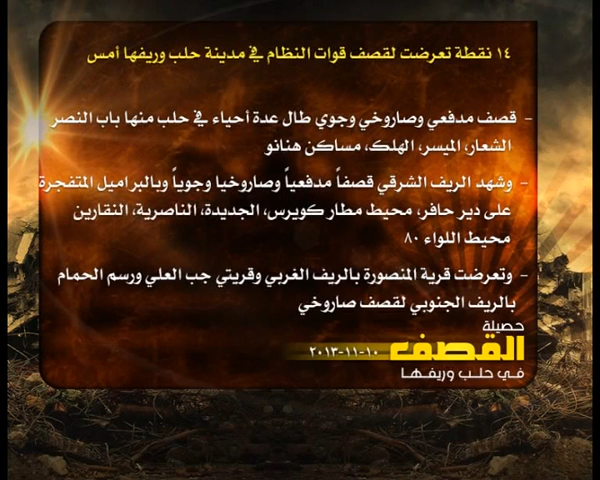 ١٤ نقطة تعرضت لقصف قوات النظام في مدينة حلب وريفها أمس
- قصف مدفعي وصاروخي وجوي طال عدة أحياء في حلب منها باب النصر
الشعار، الميسر، الهلك، مساكن هنانو
- وشهد الريف الشرقي قصفاً مدفعياً وصاروخيا وجوياً وبالبراميل المتفجرة
على دير حافر، محيط مطار كويرس، الجديدة، الناصرية، النقارين
محيط اللواء ٨٠
- وتعرضت قرية المنصورة بالريف الغربي وقريتي جب العلي ورسم الحمام
بالريف الجنوبي لقصف صاروخي
حصيلة
القصف ١٠-١١-٢٠١٣
في حلب وريفها